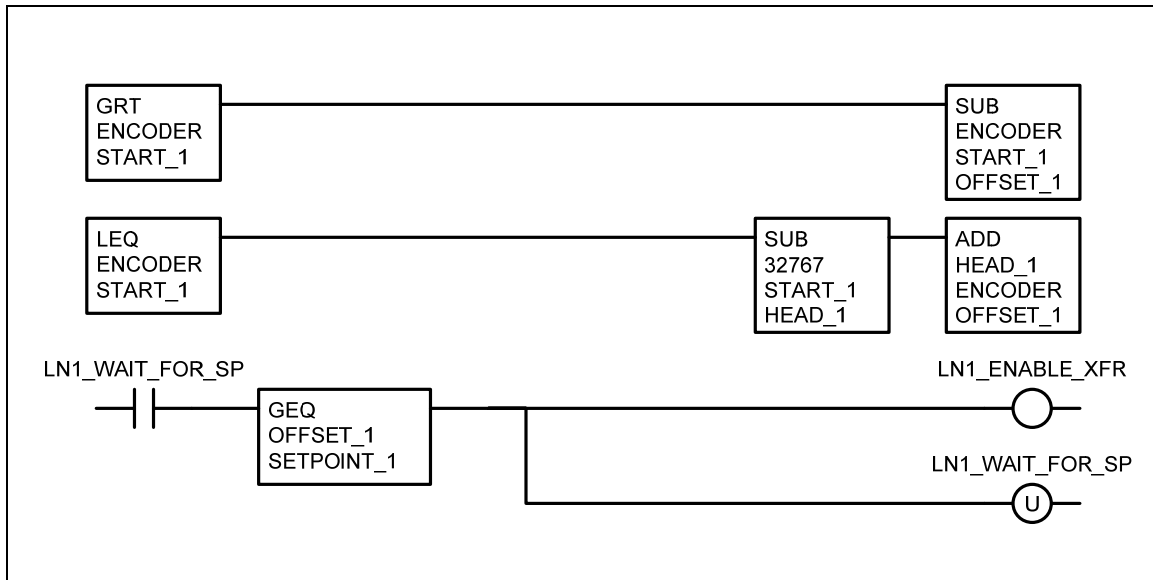 GRT
ENCODER
START_1
SUB
ENCODER
START_1
OFFSET_1
LEQ
ENCODER
START_1
SUB
32767
START_1
HEAD_1
ADD
HEAD_1
ENCODER
OFFSET_1
LN1_WAIT_FOR_SP
GEQ
OFFSET_1
SETPOINT_1
LN1_ENABLE_XFR
LN1_WAIT_FOR_SP
U